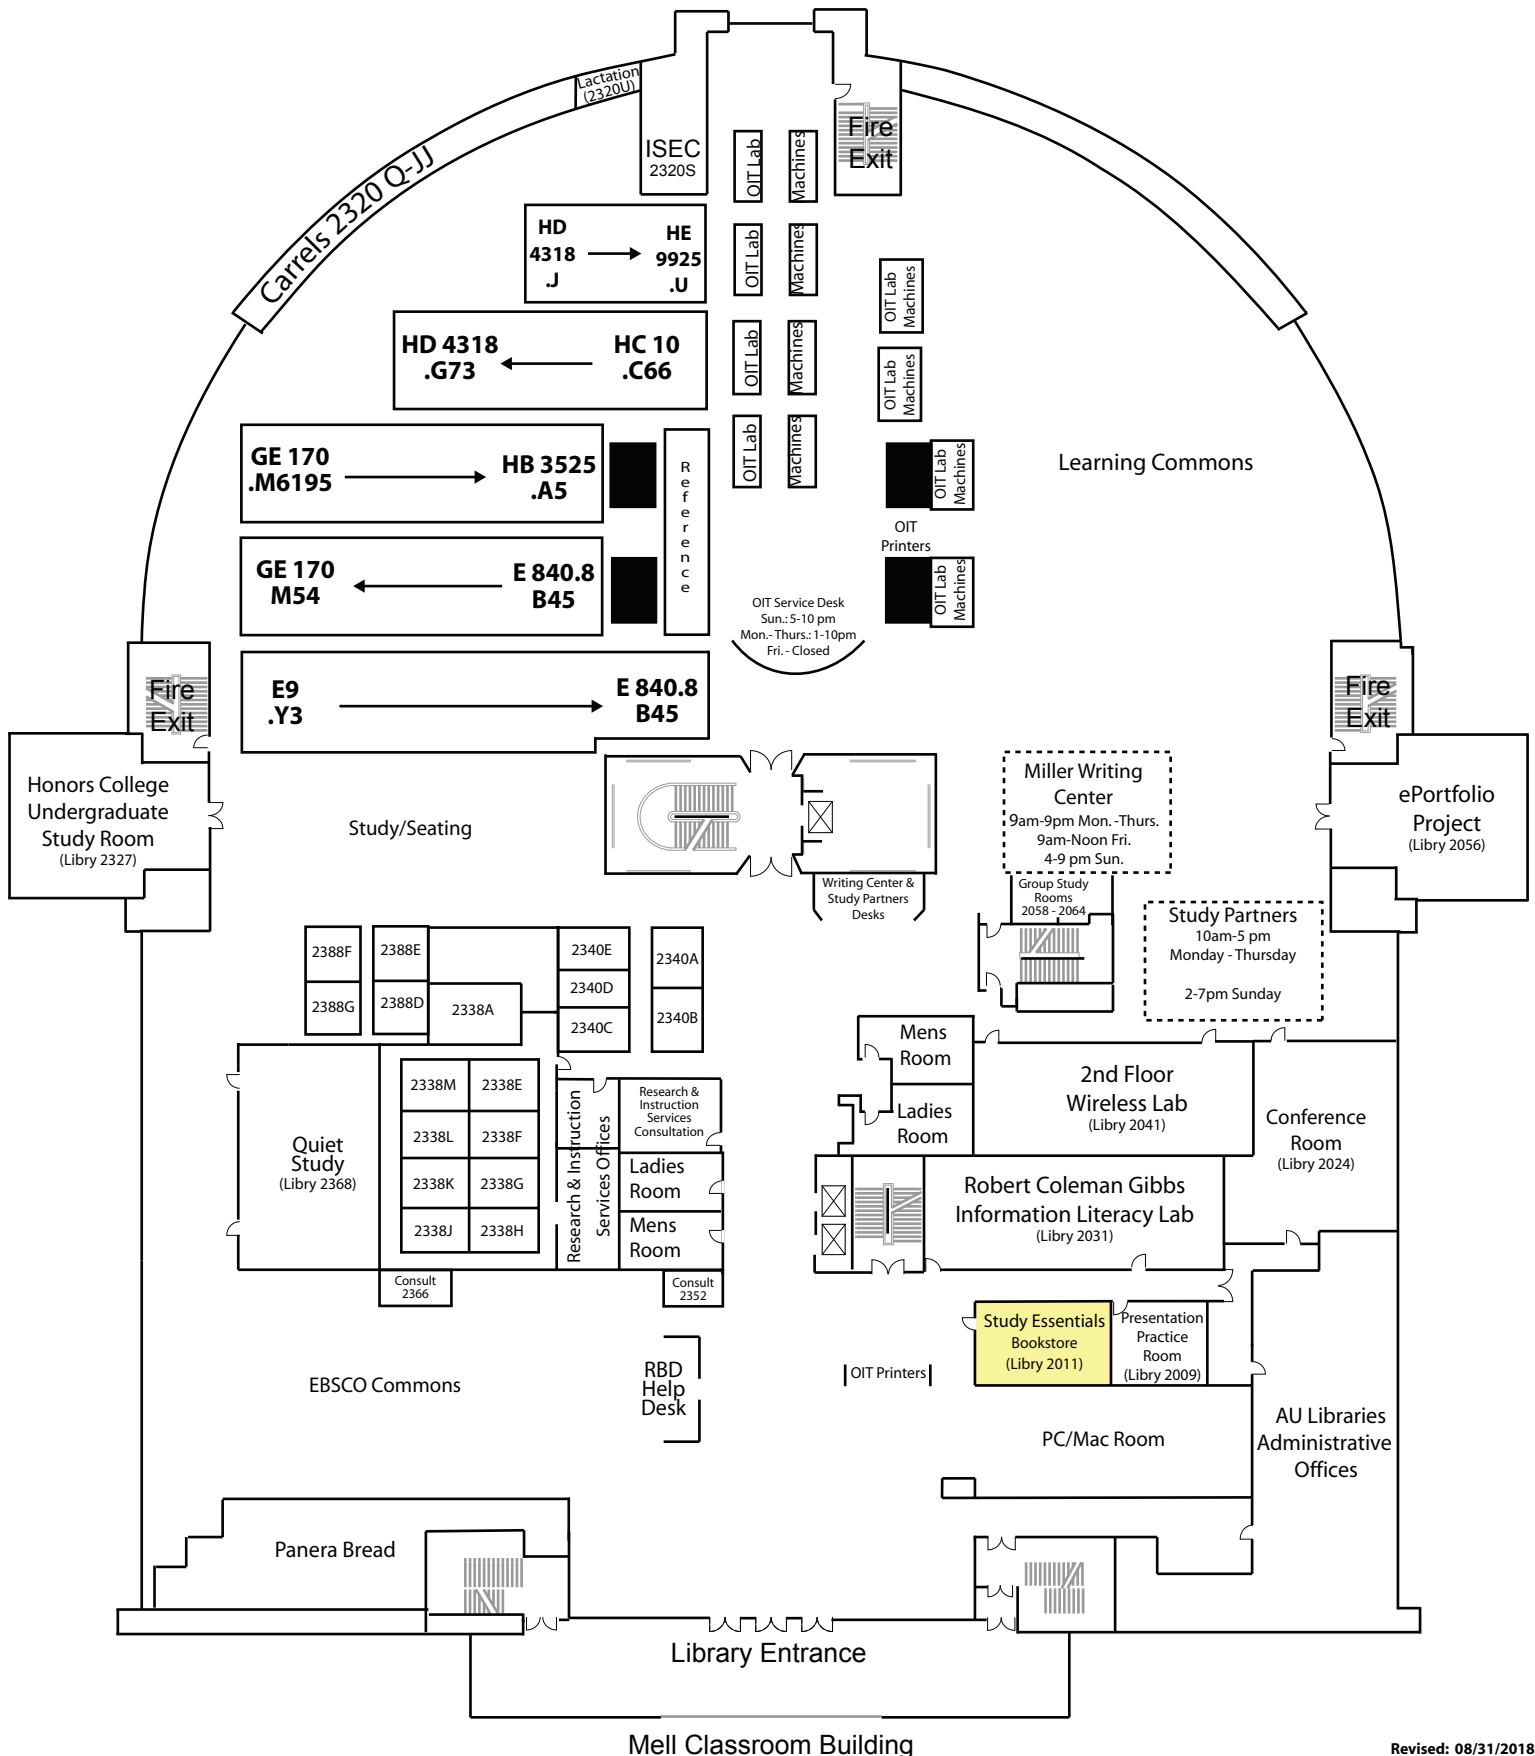 Lactation
(2320U)
Carrels 2320 Q-JJ
ISEC
2320S
Fire
Exit
OIT Lab
Machines
OIT Lab
Machines
OIT Lab
Machines
OIT Lab
Machines
OIT Lab
Machines
OIT Lab
Machines
OIT Lab
Machines
OIT Lab
Machines
HD
4318
.J
HE
9925
.U
HD 4318
.G73
HC 10
.C66
GE 170
.M6195
HB 3525
.A5
Reference
Learning Commons
OIT
Printers
GE 170
M54
E 840.8
B45
OIT Service Desk
Sun.: 5-10 pm
Mon.- Thurs.: 1-10pm
Fri. - Closed
E9
.Y3
E 840.8
B45
Fire
Exit
Fire
Exit
Honors College
Undergraduate
Study Room
(Libry 2327)
Study/Seating
Miller Writing
Center
9am-9pm Mon. -Thurs.
9am-Noon Fri.
4-9 pm Sun.
ePortfolio
Project
(Libry 2056)
Writing Center &
Study Partners
Desks
Group Study
Rooms
2058 - 2064
Study Partners
10am-5 pm
Monday - Thursday
2-7pm Sunday
2388F
2388E
2340E
2340A
2388G
2388D
2338A
2340D
2340C
2340B
Mens
Room
Ladies
Room
2nd Floor
Wireless Lab
(Libry 2041)
Conference
Room
(Libry 2024)
Quiet
Study
(Libry 2368)
2338M
2338E
2338L
2338F
2338K
2338G
2338J
2338H
Research & Instruction
Services Offices
Research &
Instruction
Services
Consultation
Ladies
Room
Mens
Room
Robert Coleman Gibbs
Information Literacy Lab
(Libry 2031)
Consult
2366
Consult
2352
Study Essentials
Bookstore
(Libry 2011)
Presentation
Practice
Room
(Libry 2009)
EBSCO Commons
RBD
Help
Desk
OIT Printers
PC/Mac Room
AU Libraries
Administrative
Offices
Panera Bread
Library Entrance
Mell Classroom Building
Revised: 08/31/2018